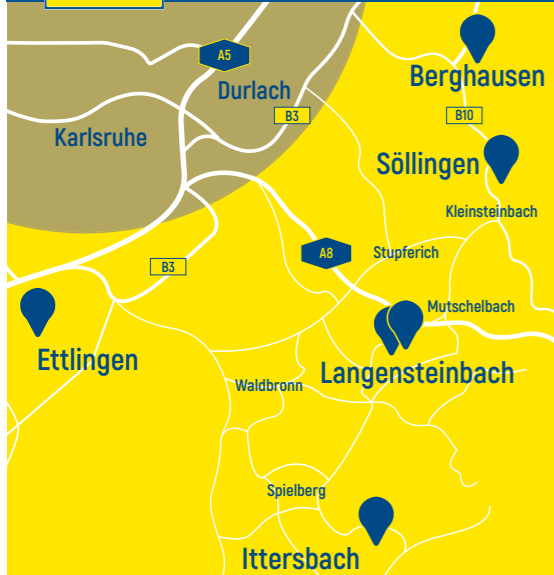 A5
Berghausen
Durlach
B3
B10
Karlsruhe
Söllingen
Kleinsteinbach
A8
Stupferich
B3
Mutschelbach
Ettlingen
Langensteinbach
Waldbronn
Spielberg
Ittersbach